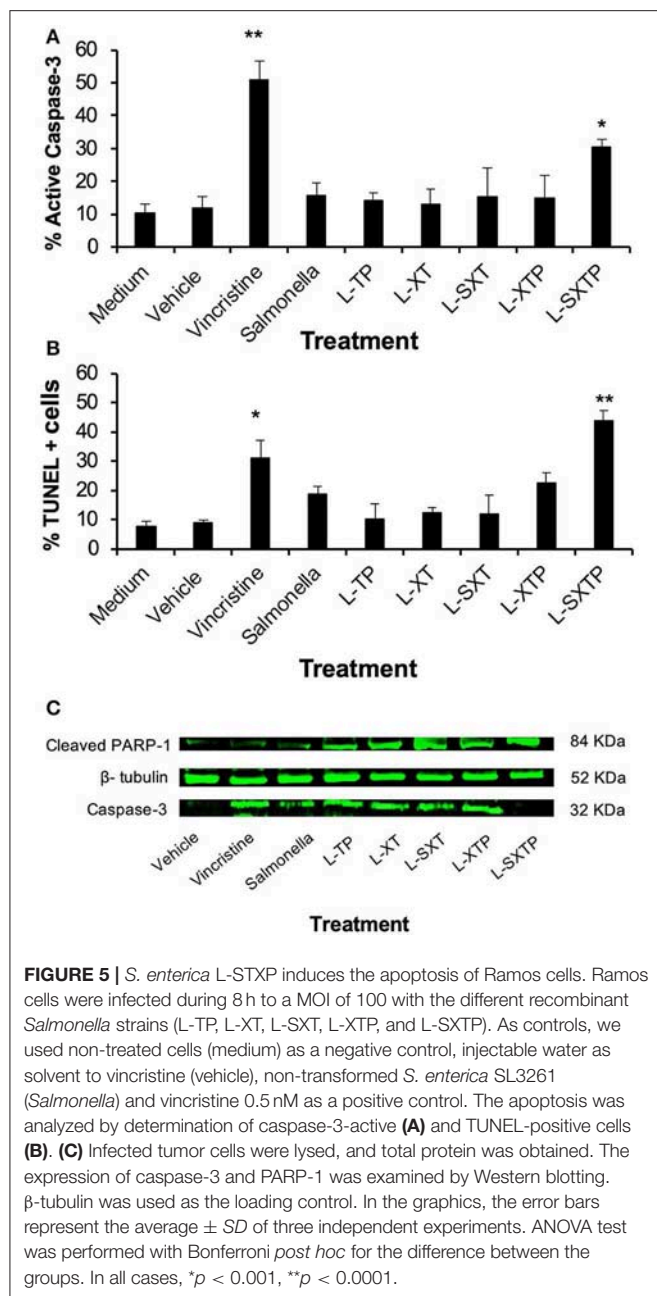 A
% Active Caspase-3
60
50
40
30
20
10
0
**
*
Medium
Vehicle
Vincristine
Salmonella
L-TP
L-XT
L-SXT
L-XTP
L-SXTP
Treatment
B
% TUNEL + cells
60
50
40
30
20
10
0
*
**
Medium
Vehicle
Vincristine
Salmonella
L-TP
L-XT
L-SXT
L-XTP
L-SXTP
Treatment
C
Cleaved PARP-1
84 KDa
β- tubulin
52 KDa
Caspase-3
32 KDa
Vehicle
Vincristine
Salmonella
L-TP
L-XT
L-SXT
L-XTP
L-SXTP
Treatment
FIGURE 5 | S. enterica L-STXP induces the apoptosis of Ramos cells. Ramos
cells were infected during 8 h to a MOI of 100 with the different recombinant
Salmonella strains (L-TP, L-XT, L-SXT, L-XTP, and L-SXTP). As controls, we
used non-treated cells (medium) as a negative control, injectable water as
solvent to vincristine (vehicle), non-transformed S. enterica SL3261
(Salmonella) and vincristine 0.5 nM as a positive control. The apoptosis was
analyzed by determination of caspase-3-active (A) and TUNEL-positive cells
(B). (C) Infected tumor cells were lysed, and total protein was obtained. The
expression of caspase-3 and PARP-1 was examined by Western blotting.
β-tubulin was used as the loading control. In the graphics, the error bars
represent the average ± SD of three independent experiments. ANOVA test
was performed with Bonferroni post hoc for the difference between the
groups. In all cases, *p < 0.001, **p < 0.0001.